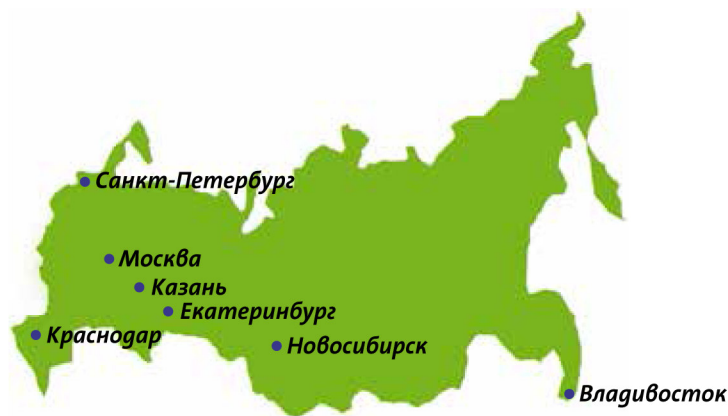 Санкт-Петербург
Москва
Казань
Екатеринбург
Краснодар
Новосибирск
Владивосток